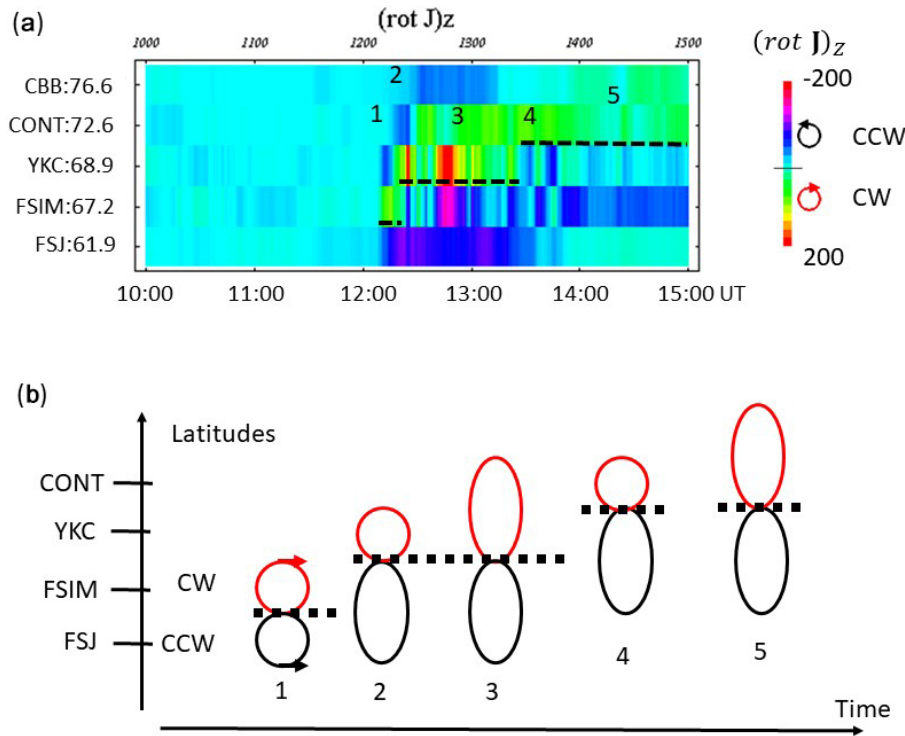 (a)
(rot J)z
1000 1100 1200 1300 1400 1500
CBB:76.6
CONT:72.6
YKC:68.9
FSIM:67.2
FSJ:61.9
2
1 3 4 5
10:00 11:00 12:00 13:00 14:00 15:00 UT
(rot J)Z
-200
CCW
CW
200
(b)
Latitudes
CONT
YKC
FSIM
FSJ
CW
CCW
1 2 3 4 5
Time